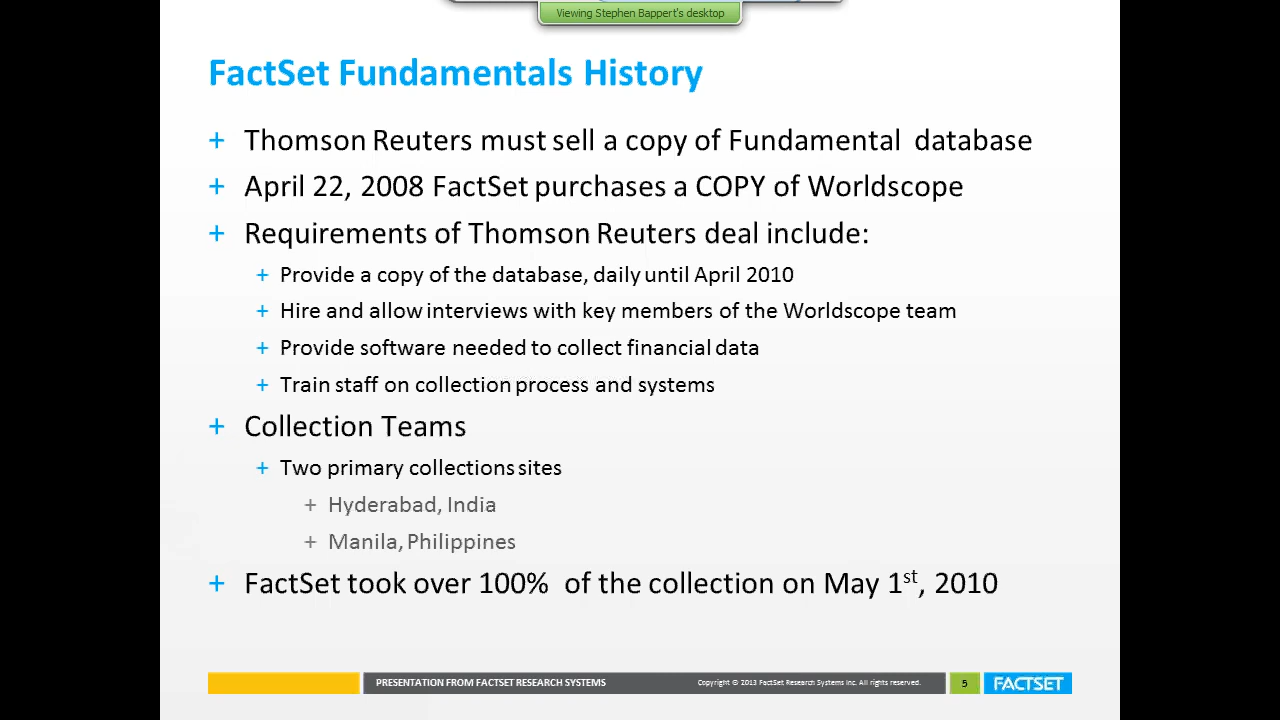 Viewing Stephen Bappert's desktop
FactSet Fundamentals History
+ Thomson Reuters must sell a copy of Fundamental database
+ April 22, 2008 FactSet purchases a COPY of Worldscope
+ Requirements of Thomson Reuters deal include:
+ Provide a copy of the database, daily until April 2010
+ Hire and allow interviews with key members of the Worldscope team
+ Provide software needed to collect financial data
+ Train staff on collection process and systems
+ Collection Teams
+ Two primary collections sites
+ Hyderabad, India
+ Manila, Philippines
+ FactSet took over 100% of the collection on May 1st, 2010
PRESENTATION FROM FACTSET RESEARCH SYSTEMS Copyright © 2013 FactSet Research Systems Inc. All rights reserved. 5 FACTSET